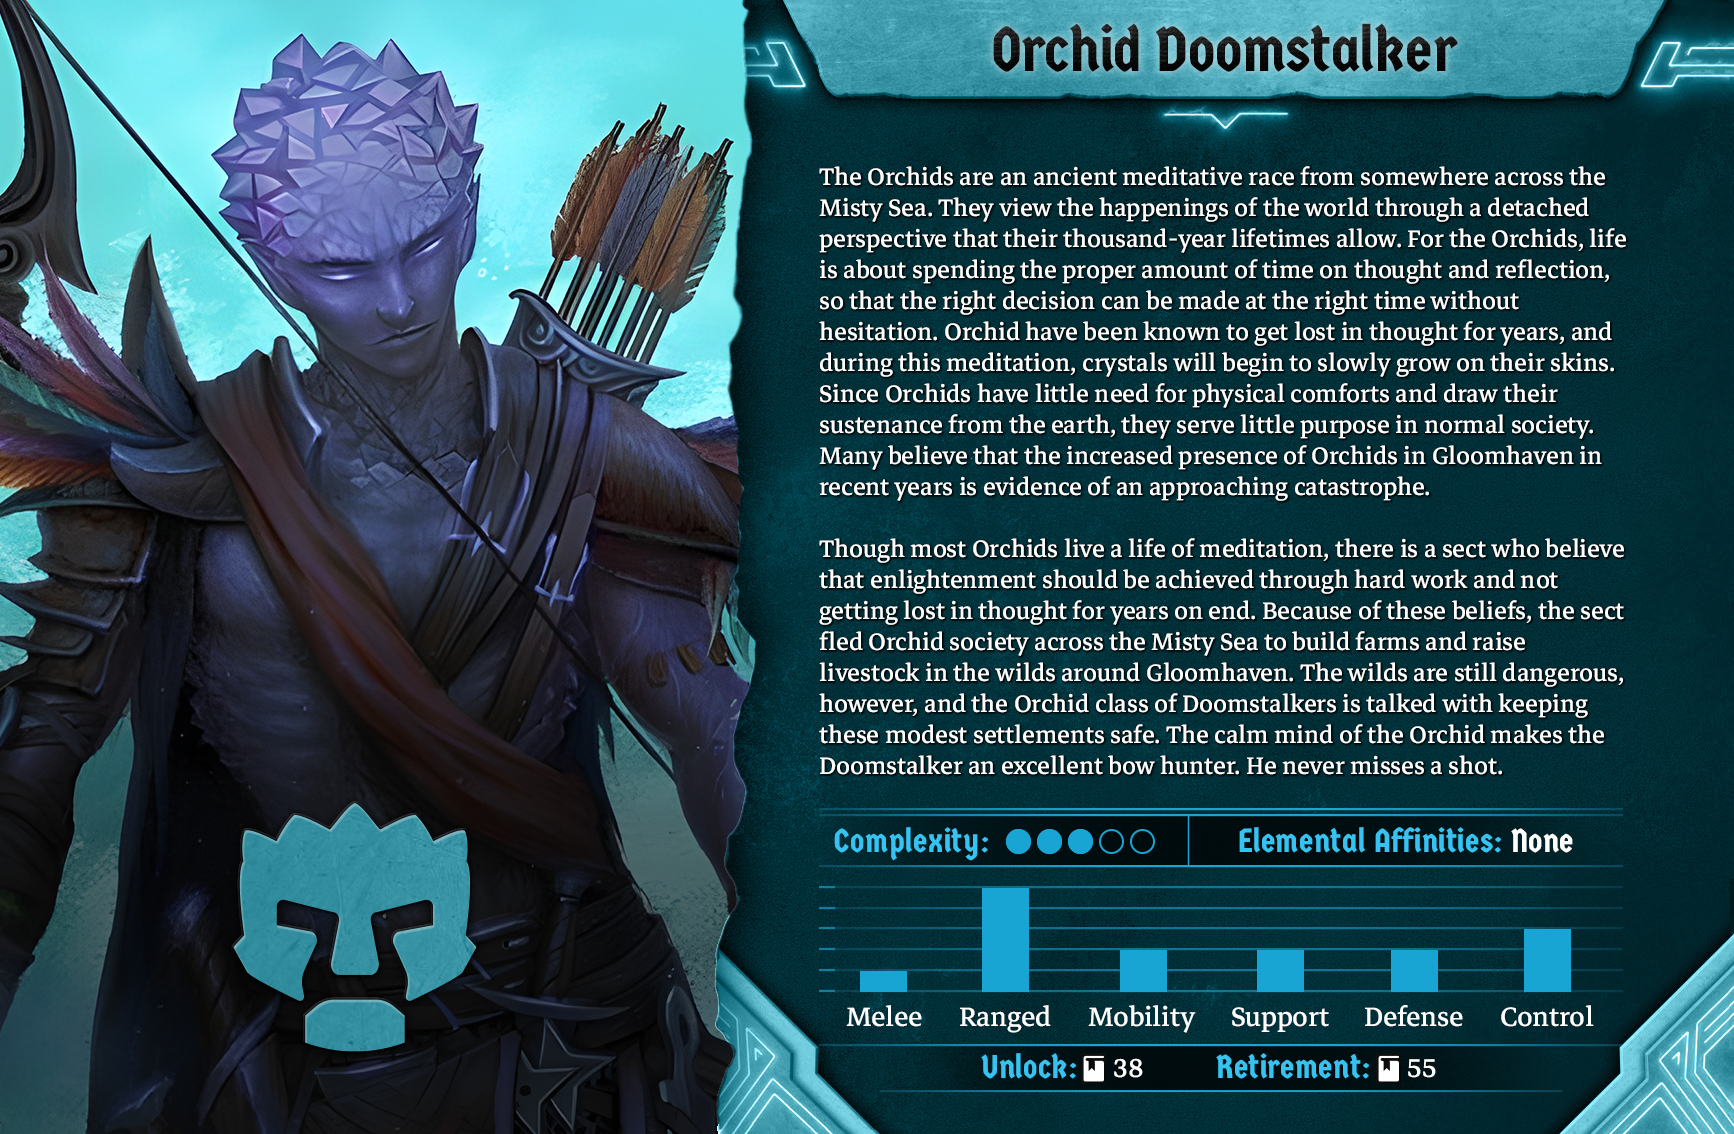 Orchid Doomstalker
The Orchids are an ancient meditative race from somewhere across the
Misty Sea. They view the happenings of the world through a detached
perspective that their thousand-year lifetimes allow. For the Orchids, life
is about spending the proper amount of time on thought and reflection,
so that the right decision can be made at the right time without
hesitation. Orchid have been known to get lost in thought for years, and
during this meditation, crystals will begin to slowly grow on their skins.
Since Orchids have little need for physical comforts and draw their
sustenance from the earth, they serve little purpose in normal society.
Many believe that the increased presence of Orchids in Gloomhaven in
recent years is evidence of an approaching catastrophe.
Though most Orchids live a life of meditation, there is a sect who believe
that enlightenment should be achieved through hard work and not
getting lost in thought for years on end. Because of these beliefs, the sect
fled Orchid society across the Misty Sea to build farms and raise
livestock in the wilds around Gloomhaven. The wilds are still dangerous,
however, and the Orchid class of Doomstalkers is talked with keeping
these modest settlements safe. The calm mind of the Orchid makes the
Doomstalker an excellent bow hunter. He never misses a shot.
Complexity:
Elemental Affinities: None
Melee Ranged Mobility Support Defense Control
Unlock: 38 Retirement: 55